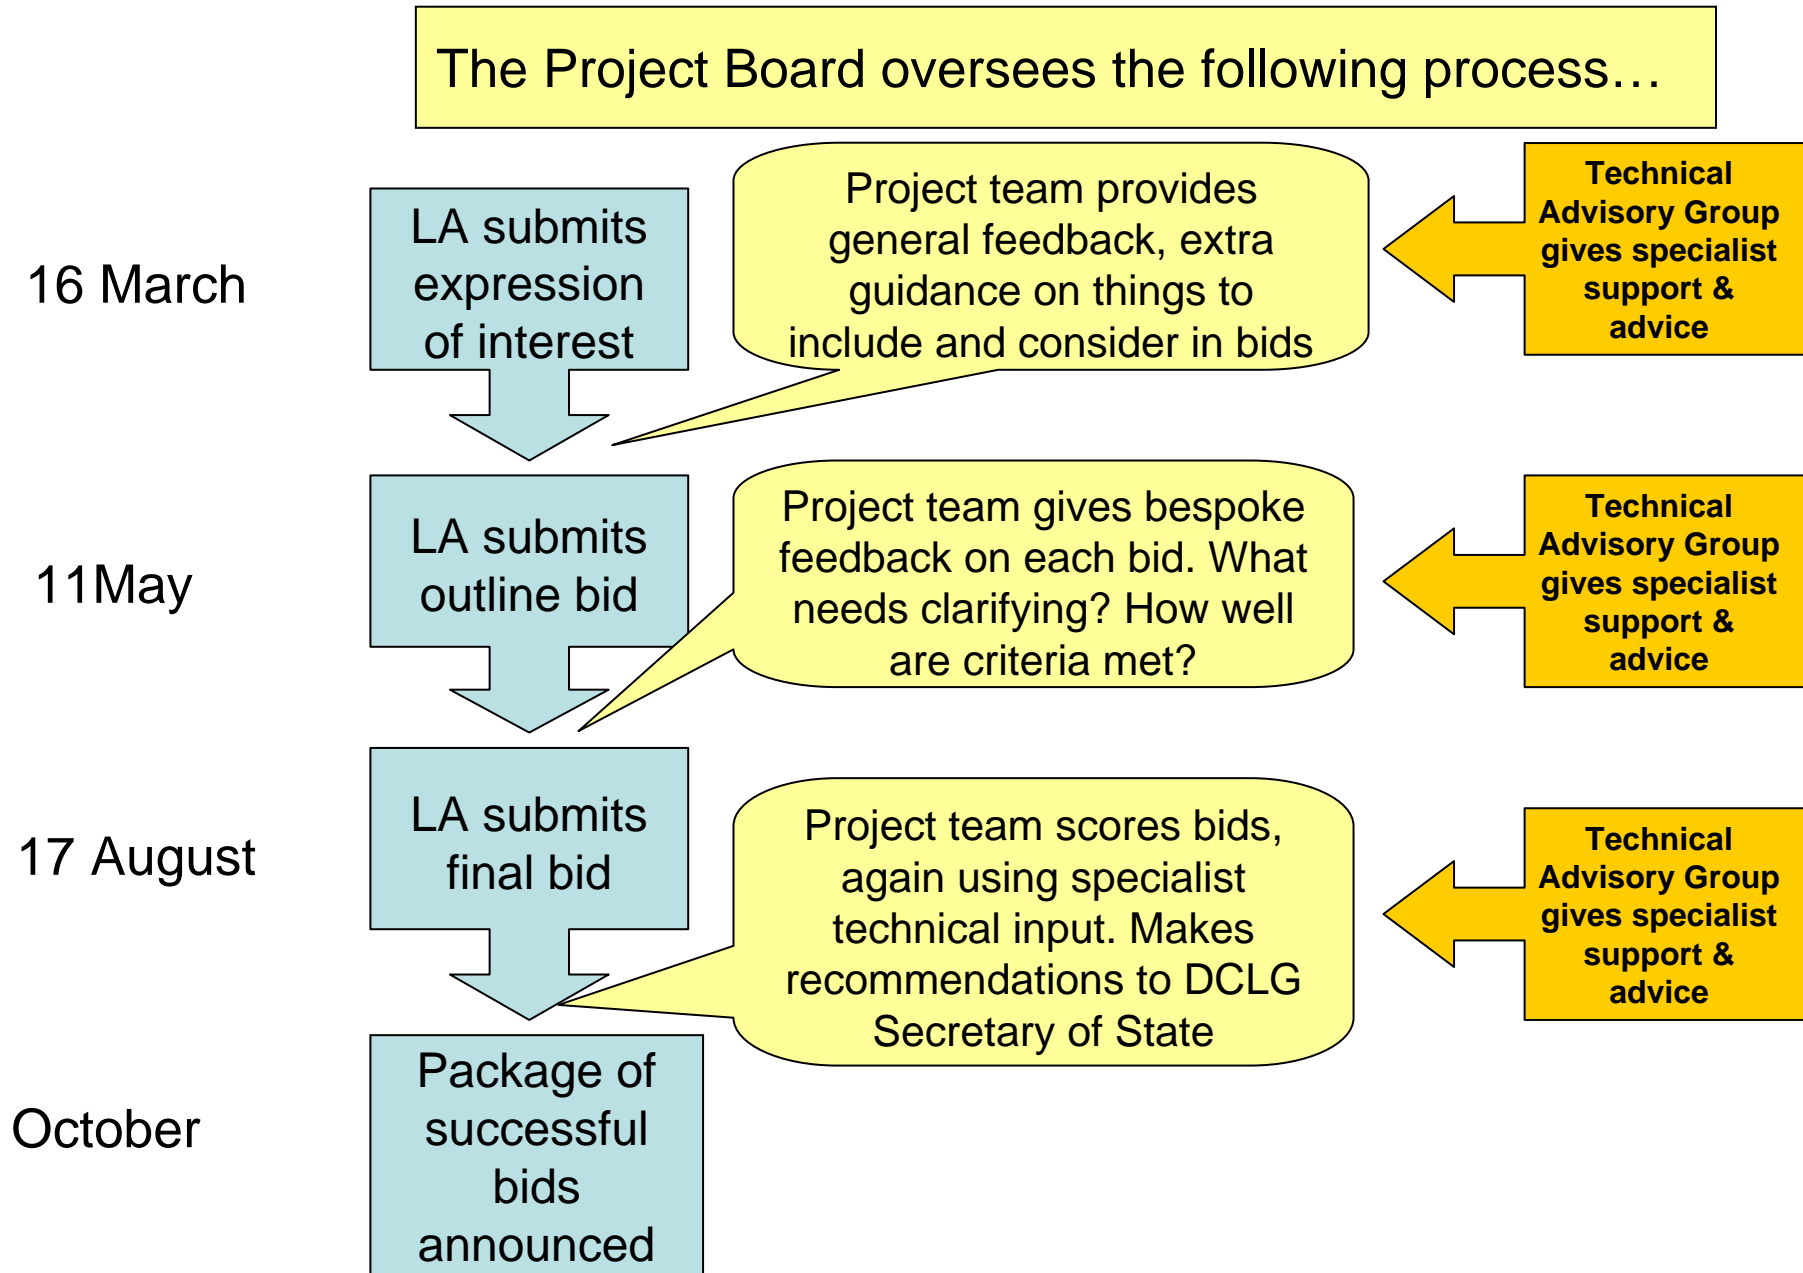 The Project Board oversees the following process…
16 March
LA submits
expression
of interest
Project team provides
general feedback, extra
guidance on things to
include and consider in bids
Technical
Advisory Group
gives specialist
support &
advice
11May
LA submits
outline bid
Project team gives bespoke
feedback on each bid. What
needs clarifying? How well
are criteria met?
Technical
Advisory Group
gives specialist
support &
advice
17 August
LA submits
final bid
Project team scores bids,
again using specialist
technical input. Makes
recommendations to DCLG
Secretary of State
Technical
Advisory Group
gives specialist
support &
advice
October
Package of
successful
bids
announced